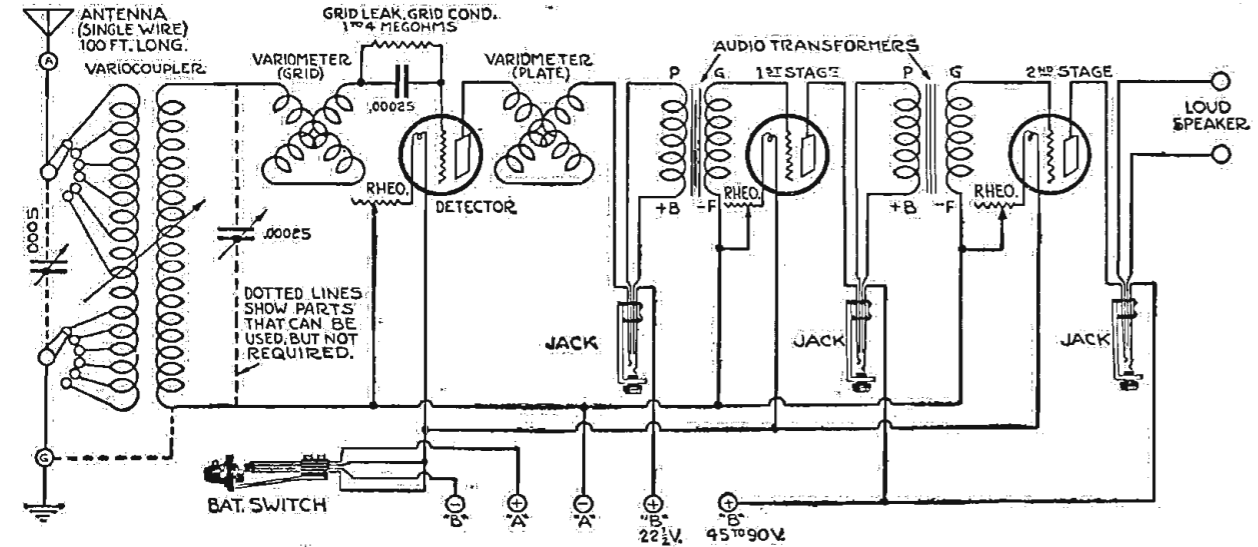 ANTENNA
(SINGLE WIRE)
100 FT. LONG.
A
VARIOCOUPLER
GRID LEAK, GRID COND.
1 TO 4 MEGOHMS
VARIOMETER
(GRID)
.00025
VARIOMETER
(PLATE)
AUDIO TRANSFORMERS
P
G
1ST STAGE
P
G
2ND STAGE
LOUD
SPEAKER
RHEO.
DETECTOR
+B
-F
RHEO.
+B
-F
RHEO.
.0005
.00025
DOTTED LINES
SHOW PARTS
THAT CAN BE
USED, BUT NOT
REQUIRED.
JACK
JACK
JACK
G
BAT. SWITCH
-
"B"
+
"A"
-
"A"
+
"B"
22½V.
+
"B"
45 TO 90V.